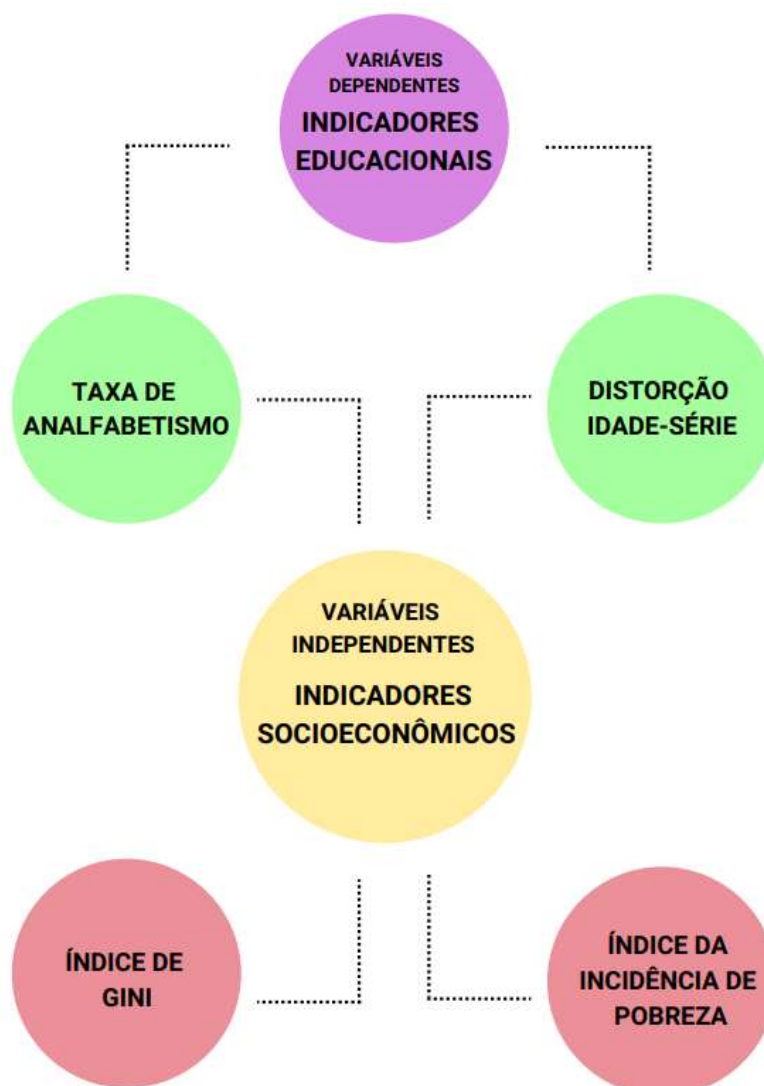 VARIÁVEIS
DEPENDENTES
INDICADORES
EDUCACIONAIS
TAXA DE
ANALFABETISMO
DISTORÇÃO
IDADE-SÉRIE
VARIÁVEIS
INDEPENDENTES
INDICADORES
SOCIOECONÔMICOS
ÍNDICE DE
GINI
ÍNDICE DA
INCIDÊNCIA DE
POBREZA